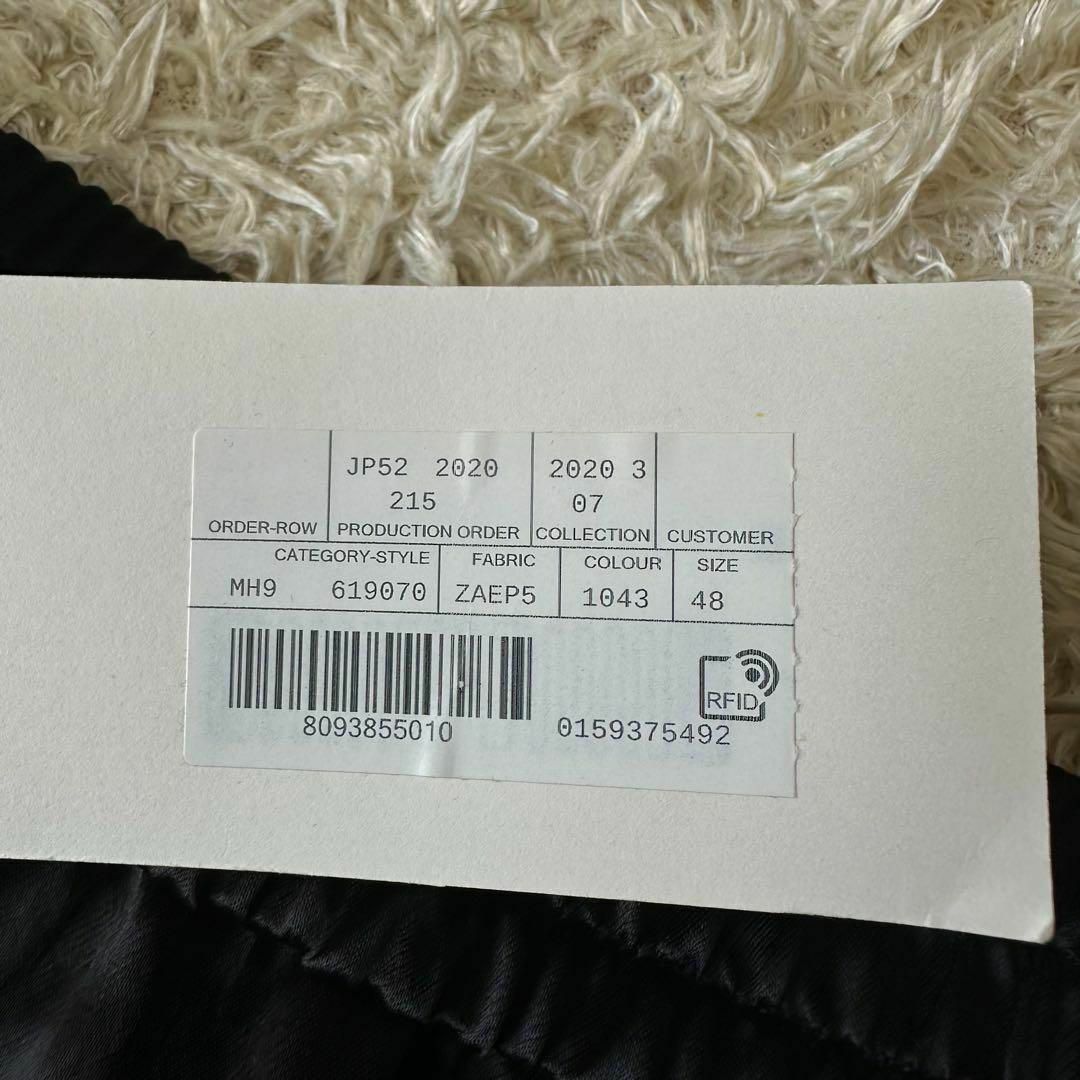 JP52 2020 2020 3
215 07
ORDER-ROW PRODUCTION ORDER COLLECTION CUSTOMER
CATEGORY-STYLE FABRIC COLOUR SIZE
MH9 619070 ZAEP5 1043 48
RFID
8093855010 0159375492